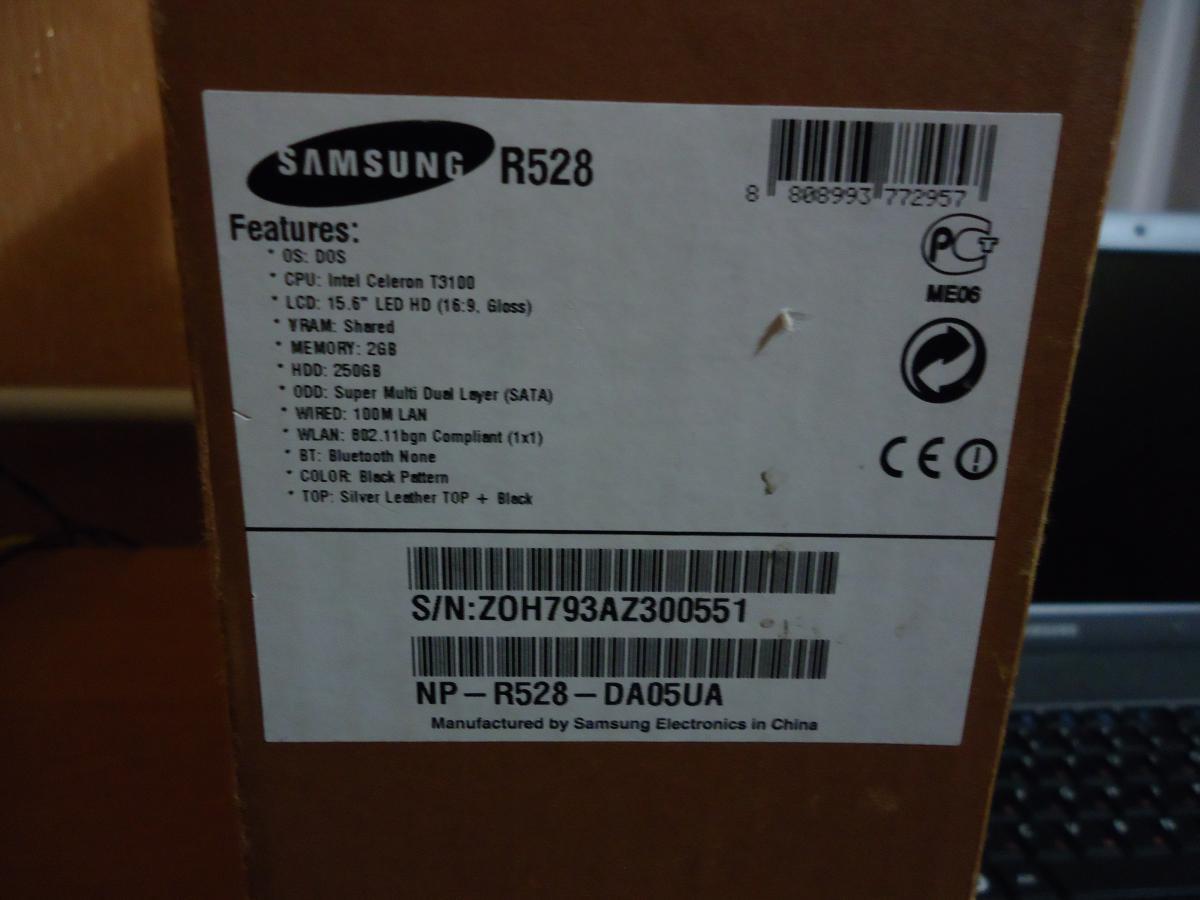 SAMSUNG R528
8 808993 772957
Features:
* OS: DOS
* CPU: Intel Celeron T3100
* LCD: 15.6" LED HD (16:9, Gloss)
* VRAM: Shared
* MEMORY: 2GB
* HDD: 250GB
* ODD: Super Multi Dual Layer (SATA)
* WIRED: 100M LAN
* WLAN: 802.11bgn Compliant (1x1)
* BT: Bluetooth None
* COLOR: Black Pattern
* TOP: Silver Leather TOP + Black
PCT
ME06
CE
S/N:ZOH793AZ300551
NP-R528-DA05UA
Manufactured by Samsung Electronics in China